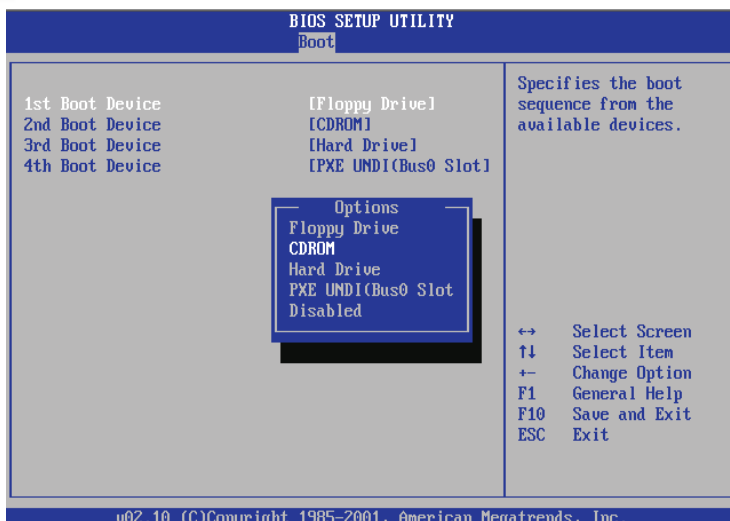 BIOS SETUP UTILITY
Boot
1st Boot Device [Floppy Drive]
2nd Boot Device [CDROM]
3rd Boot Device [Hard Drive]
4th Boot Device [PXE UNDI(Bus0 Slot]
Options
Floppy Drive
CDROM
Hard Drive
PXE UNDI(Bus0 Slot
Disabled
Specifies the boot
sequence from the
available devices.
↔ Select Screen
↑↓ Select Item
+- Change Option
F1 General Help
F10 Save and Exit
ESC Exit
v02.10 (C)Copyright 1985-2001, American Megatrends, Inc